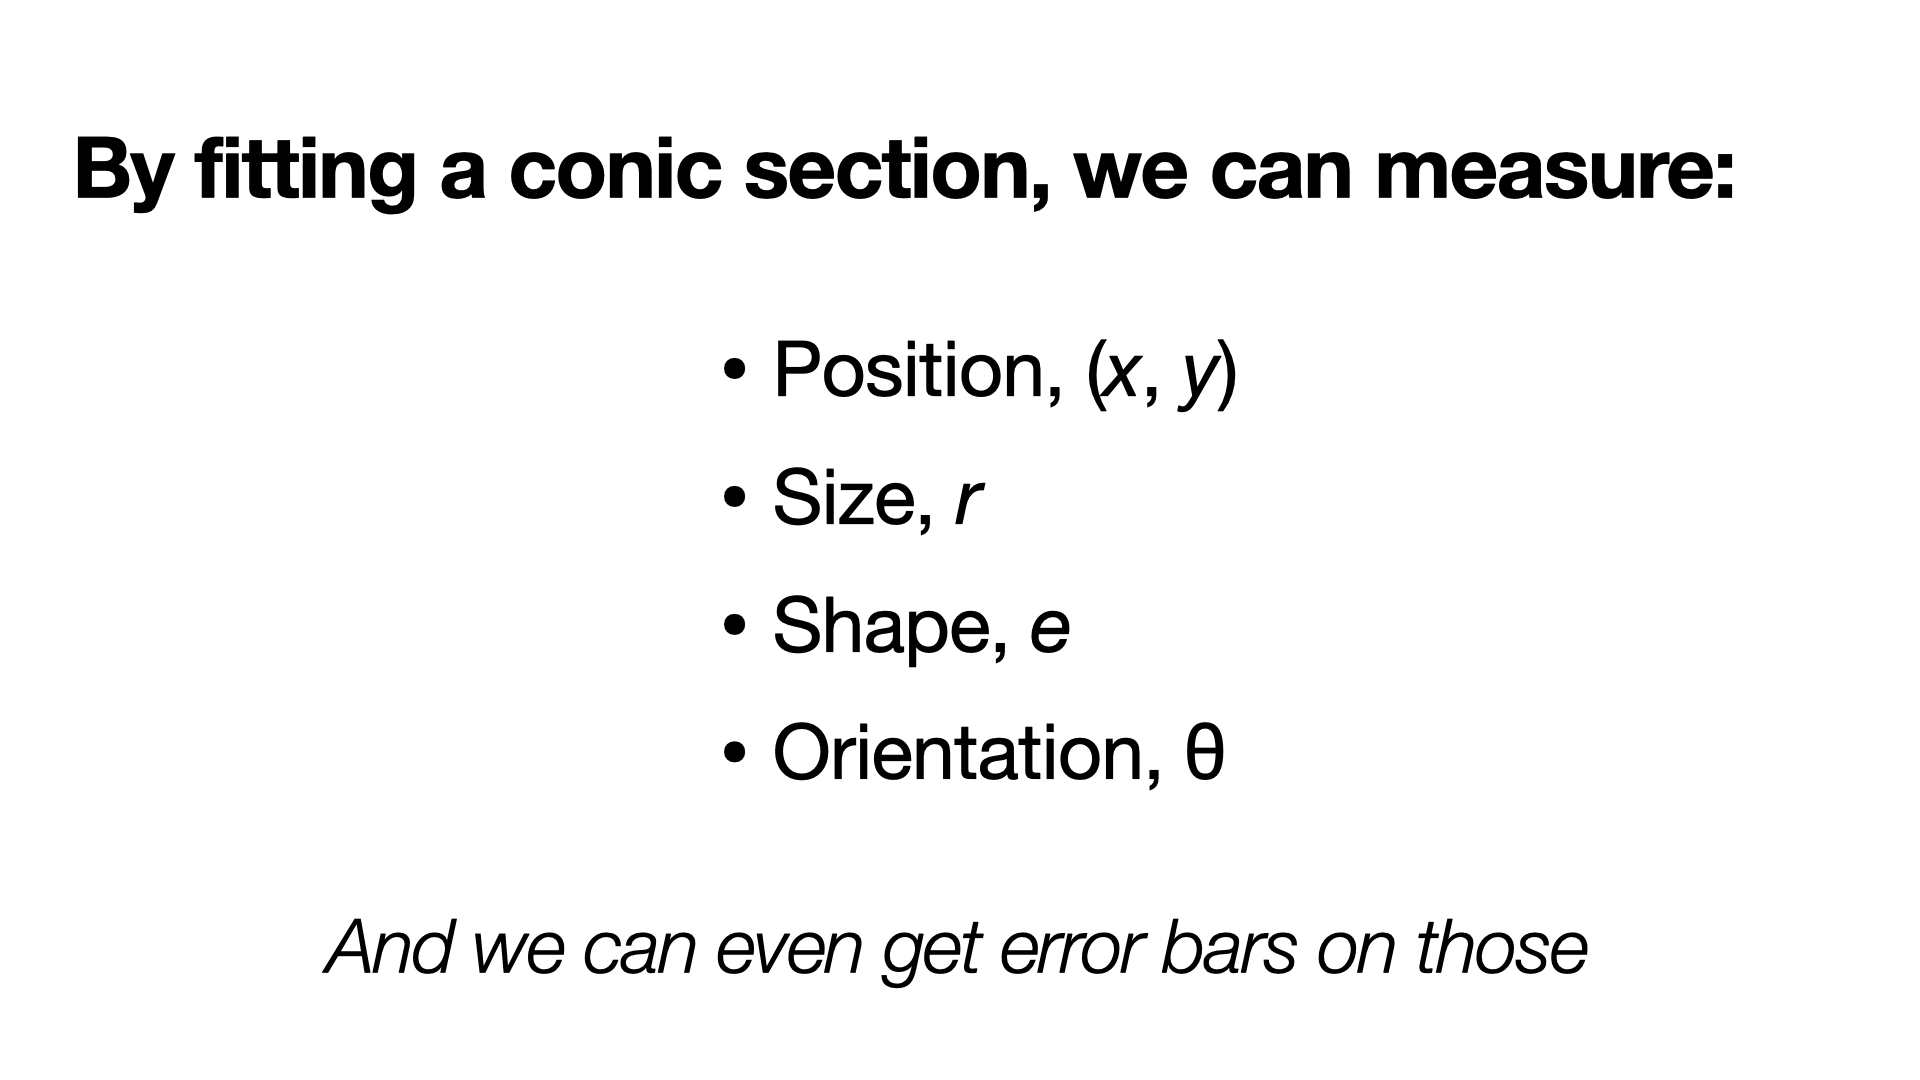 By fitting a conic section, we can measure:
• Position, (x, y)
• Size, r
• Shape, e
• Orientation, θ
And we can even get error bars on those